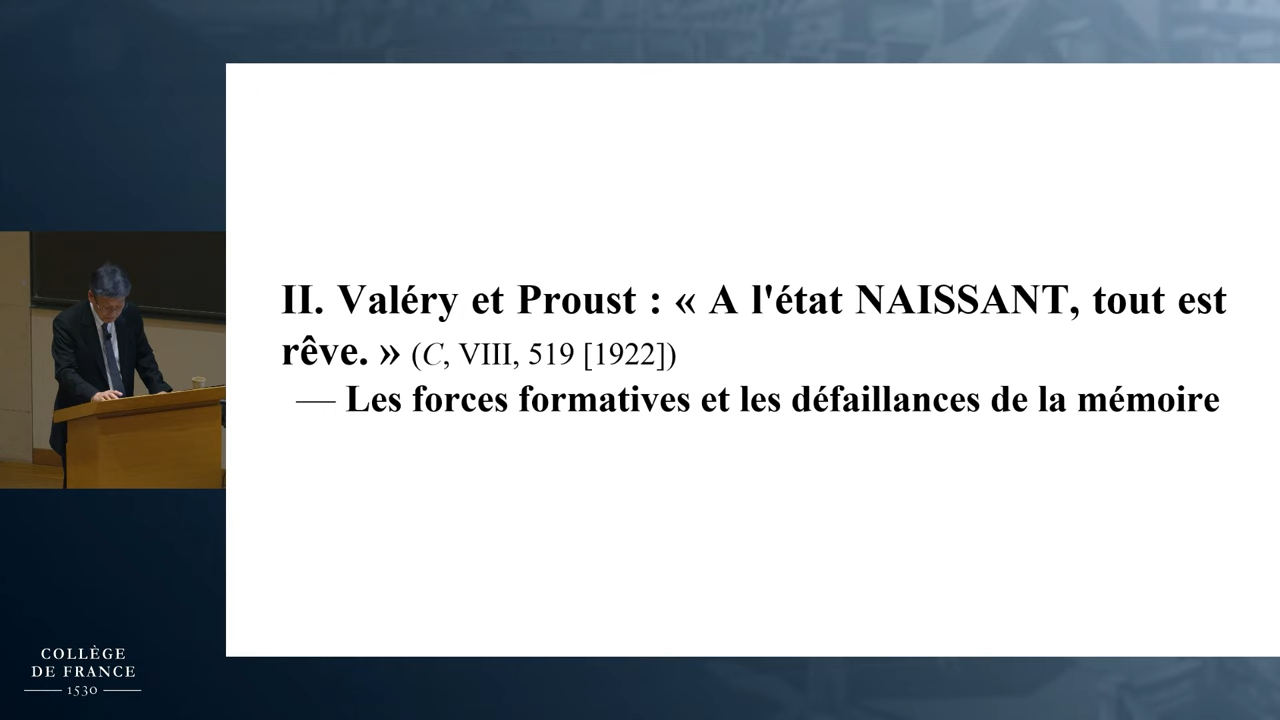 II. Valéry et Proust : « A l'état NAISSANT, tout est
rêve. » (C, VIII, 519 [1922])
— Les forces formatives et les défaillances de la mémoire
COLLÈGE
DE FRANCE
1530